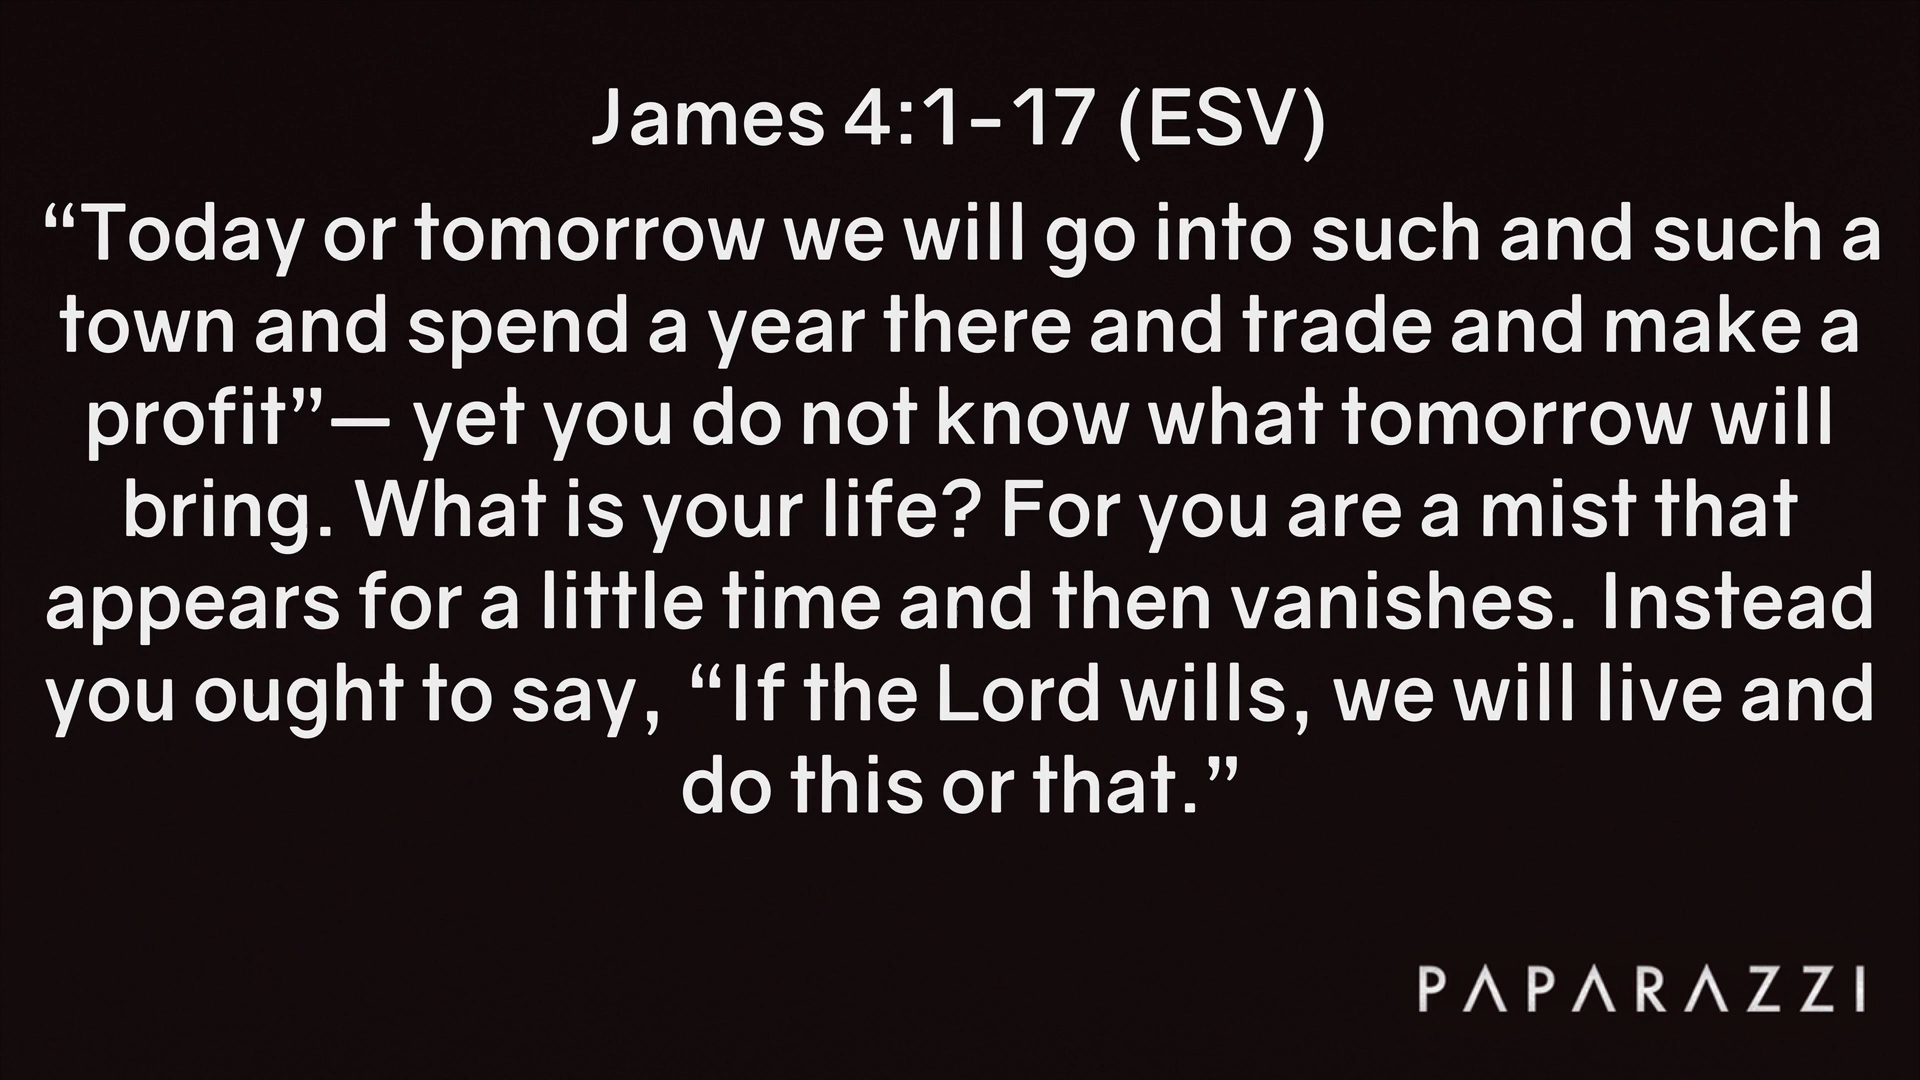 James 4:1-17 (ESV)
“Today or tomorrow we will go into such and such a
town and spend a year there and trade and make a
profit”— yet you do not know what tomorrow will
bring. What is your life? For you are a mist that
appears for a little time and then vanishes. Instead
you ought to say, “If the Lord wills, we will live and
do this or that.”
PAPARAZZI